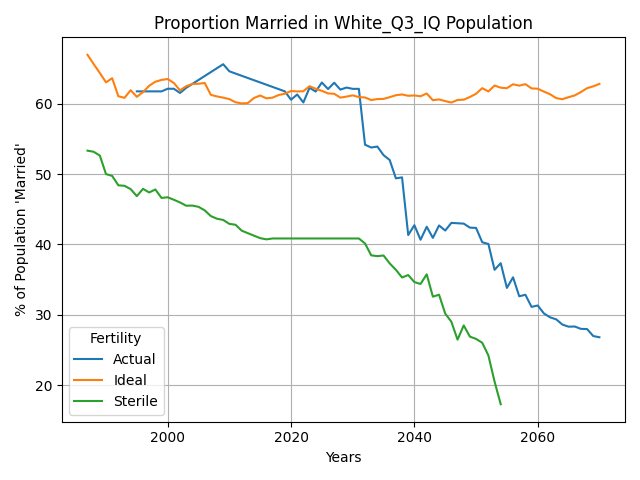 Proportion Married in White_Q3_IQ Population
% of Population 'Married'
60
50
40
30
20
Fertility
Actual
Ideal
Sterile
2000
2020
2040
2060
Years